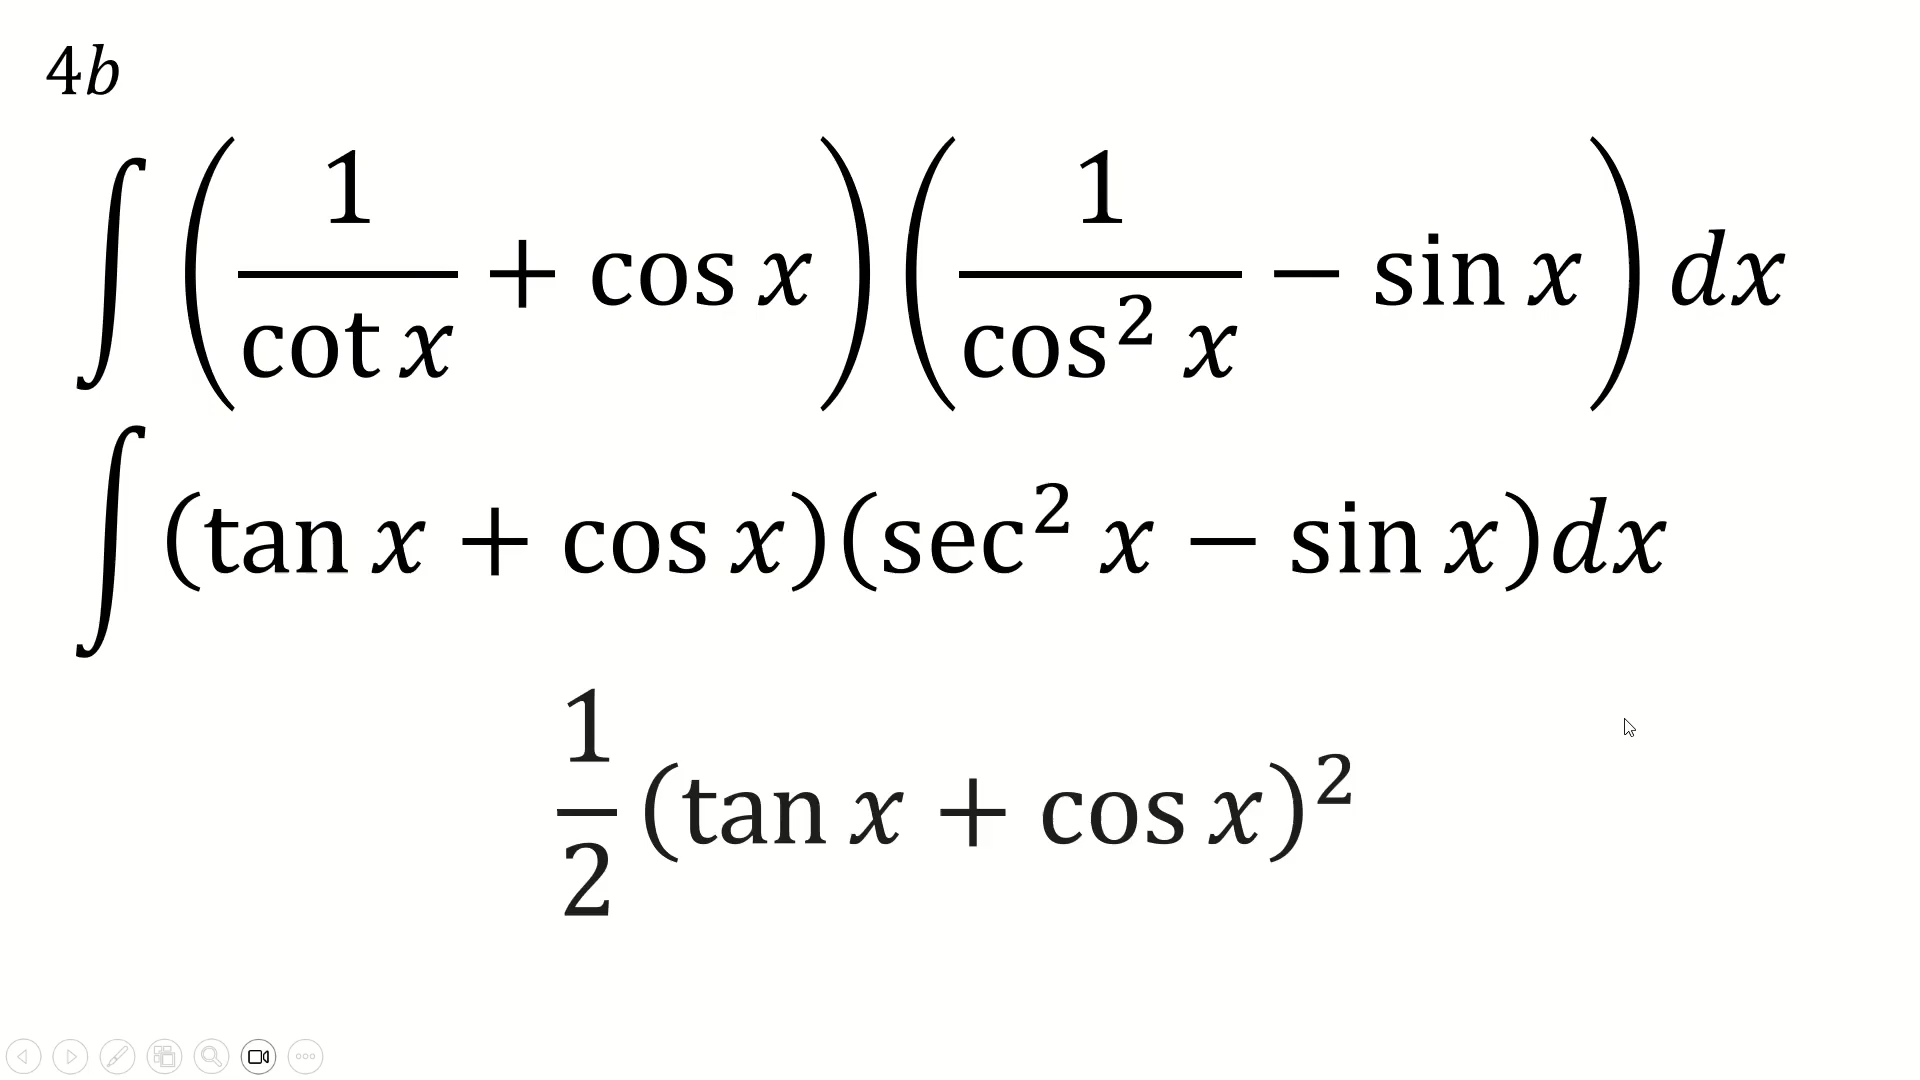 4b
∫ (1/cot x + cos x)(1/cos² x − sin x) dx
∫ (tan x + cos x)(sec² x − sin x)dx
1/2 (tan x + cos x)²